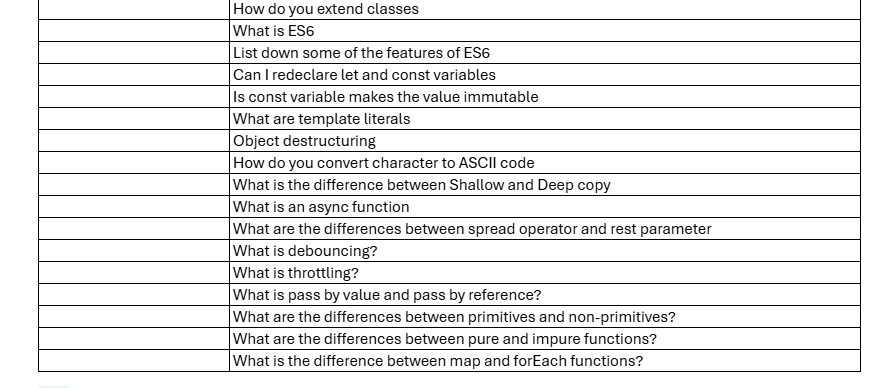 How do you extend classes
What is ES6
List down some of the features of ES6
Can I redeclare let and const variables
Is const variable makes the value immutable
What are template literals
Object destructuring
How do you convert character to ASCII code
What is the difference between Shallow and Deep copy
What is an async function
What are the differences between spread operator and rest parameter
What is debouncing?
What is throttling?
What is pass by value and pass by reference?
What are the differences between primitives and non-primitives?
What are the differences between pure and impure functions?
What is the difference between map and forEach functions?